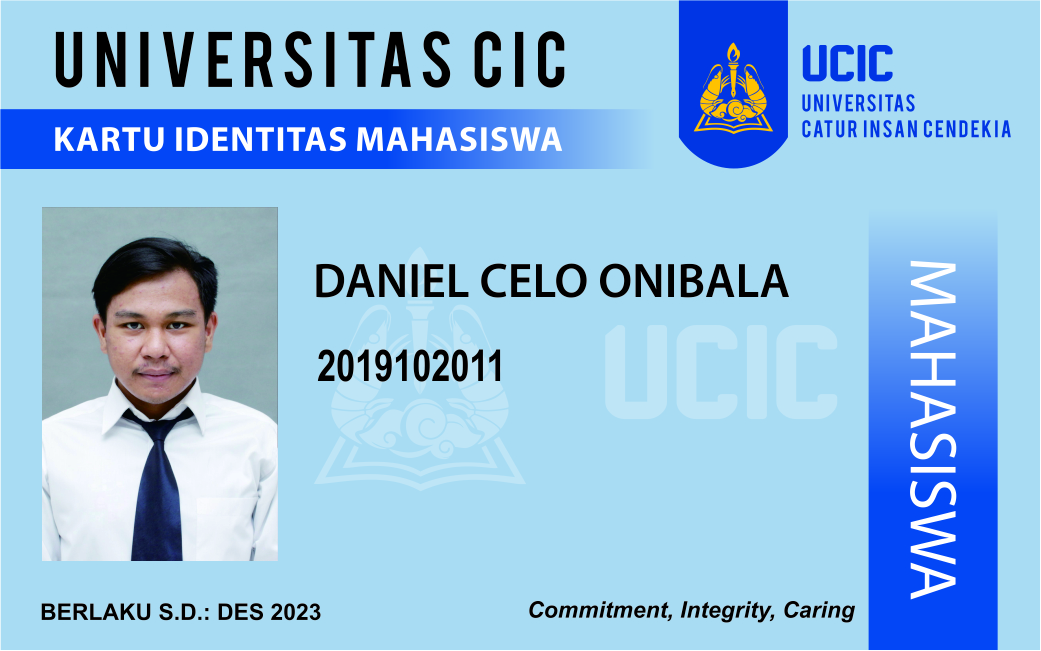 UNIVERSITAS CIC
KARTU IDENTITAS MAHASISWA
UCIC
UNIVERSITAS
CATUR INSAN CENDEKIA
DANIEL CELO ONIBALA
2019102011
UCIC
MAHASISWA
BERLAKU S.D.: DES 2023
Commitment, Integrity, Caring